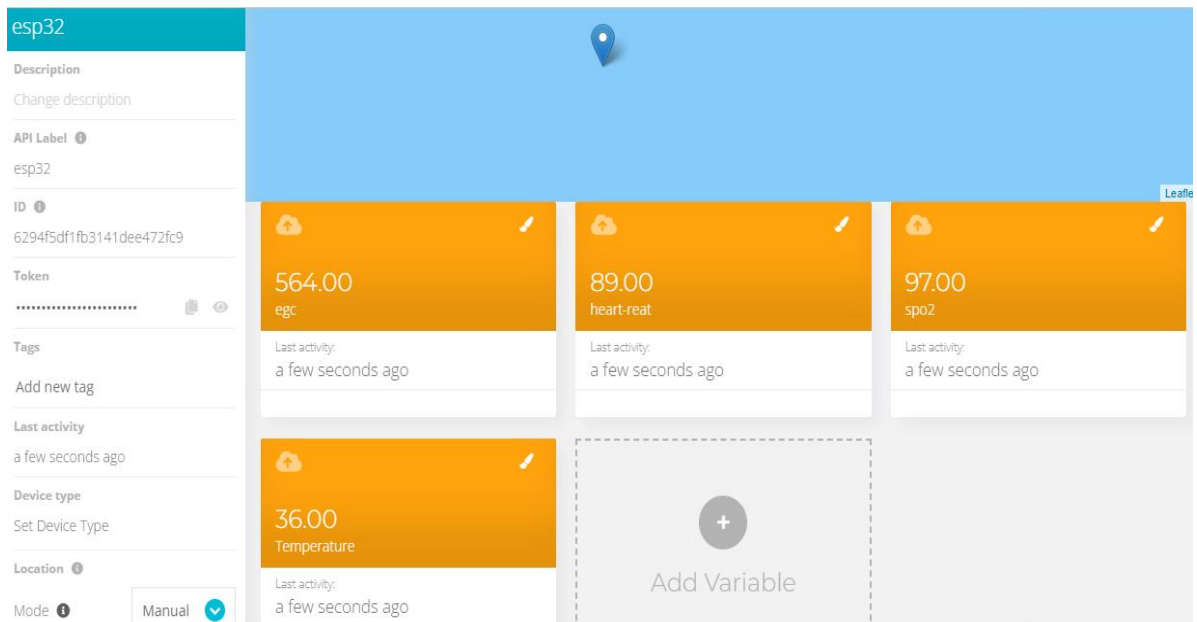 esp32
Description
Change description
API Label
esp32
ID
6294f5df1fb3141dee472fc9
Token
••••••••••••••••••••••••
Tags
Add new tag
Last activity
a few seconds ago
Device type
Set Device Type
Location
Mode
Manual
Leafle
564.00
egc
Last activity:
a few seconds ago
89.00
heart-reat
Last activity:
a few seconds ago
97.00
spo2
Last activity:
a few seconds ago
36.00
Temperature
Last activity:
a few seconds ago
Add Variable